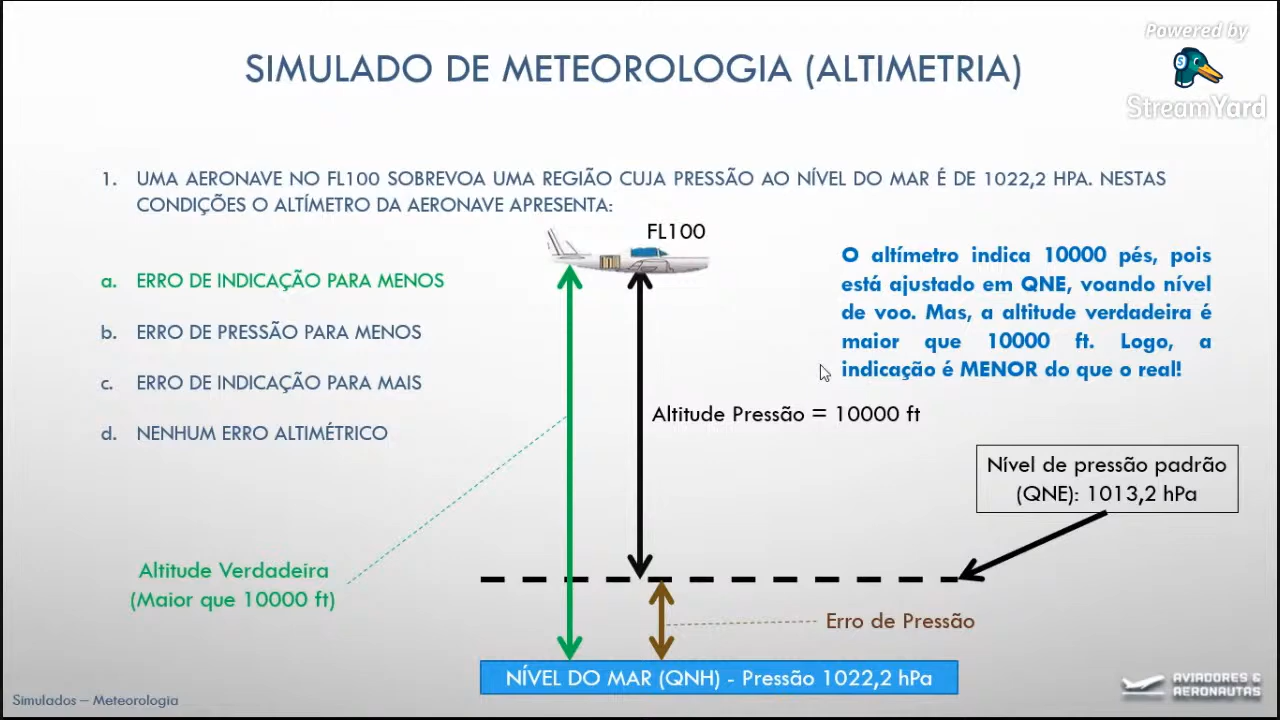 Powered by
StreamYard
SIMULADO DE METEOROLOGIA (ALTIMETRIA)
1. UMA AERONAVE NO FL100 SOBREVOA UMA REGIÃO CUJA PRESSÃO AO NÍVEL DO MAR É DE 1022,2 HPA. NESTAS
CONDIÇÕES O ALTÍMETRO DA AERONAVE APRESENTA:
FL100
a. ERRO DE INDICAÇÃO PARA MENOS
b. ERRO DE PRESSÃO PARA MENOS
c. ERRO DE INDICAÇÃO PARA MAIS
d. NENHUM ERRO ALTIMÉTRICO
O altímetro indica 10000 pés, pois
está ajustado em QNE, voando nível
de voo. Mas, a altitude verdadeira é
maior que 10000 ft. Logo, a
indicação é MENOR do que o real!
Altitude Pressão = 10000 ft
Nível de pressão padrão
(QNE): 1013,2 hPa
Altitude Verdadeira
(Maior que 10000 ft)
Erro de Pressão
NÍVEL DO MAR (QNH) - Pressão 1022,2 hPa
Simulados – Meteorologia
AVIADORES E
AERONAUTAS